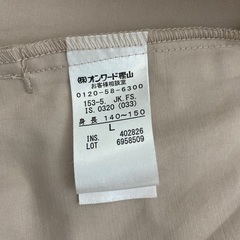 ㈱オンワード樫山
お客様相談室
0120-58-6300
153-5. JK. FS.
IS. 0320 (033)
身長 140〜150
L
INS. 402826
LOT 6958509